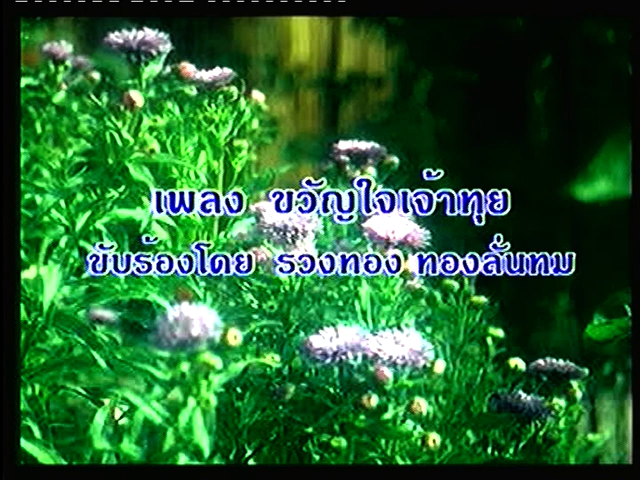 เพลง ขวัญใจเจ้าทุย
ขับร้องโดย รวงทอง ทองลั่นทม